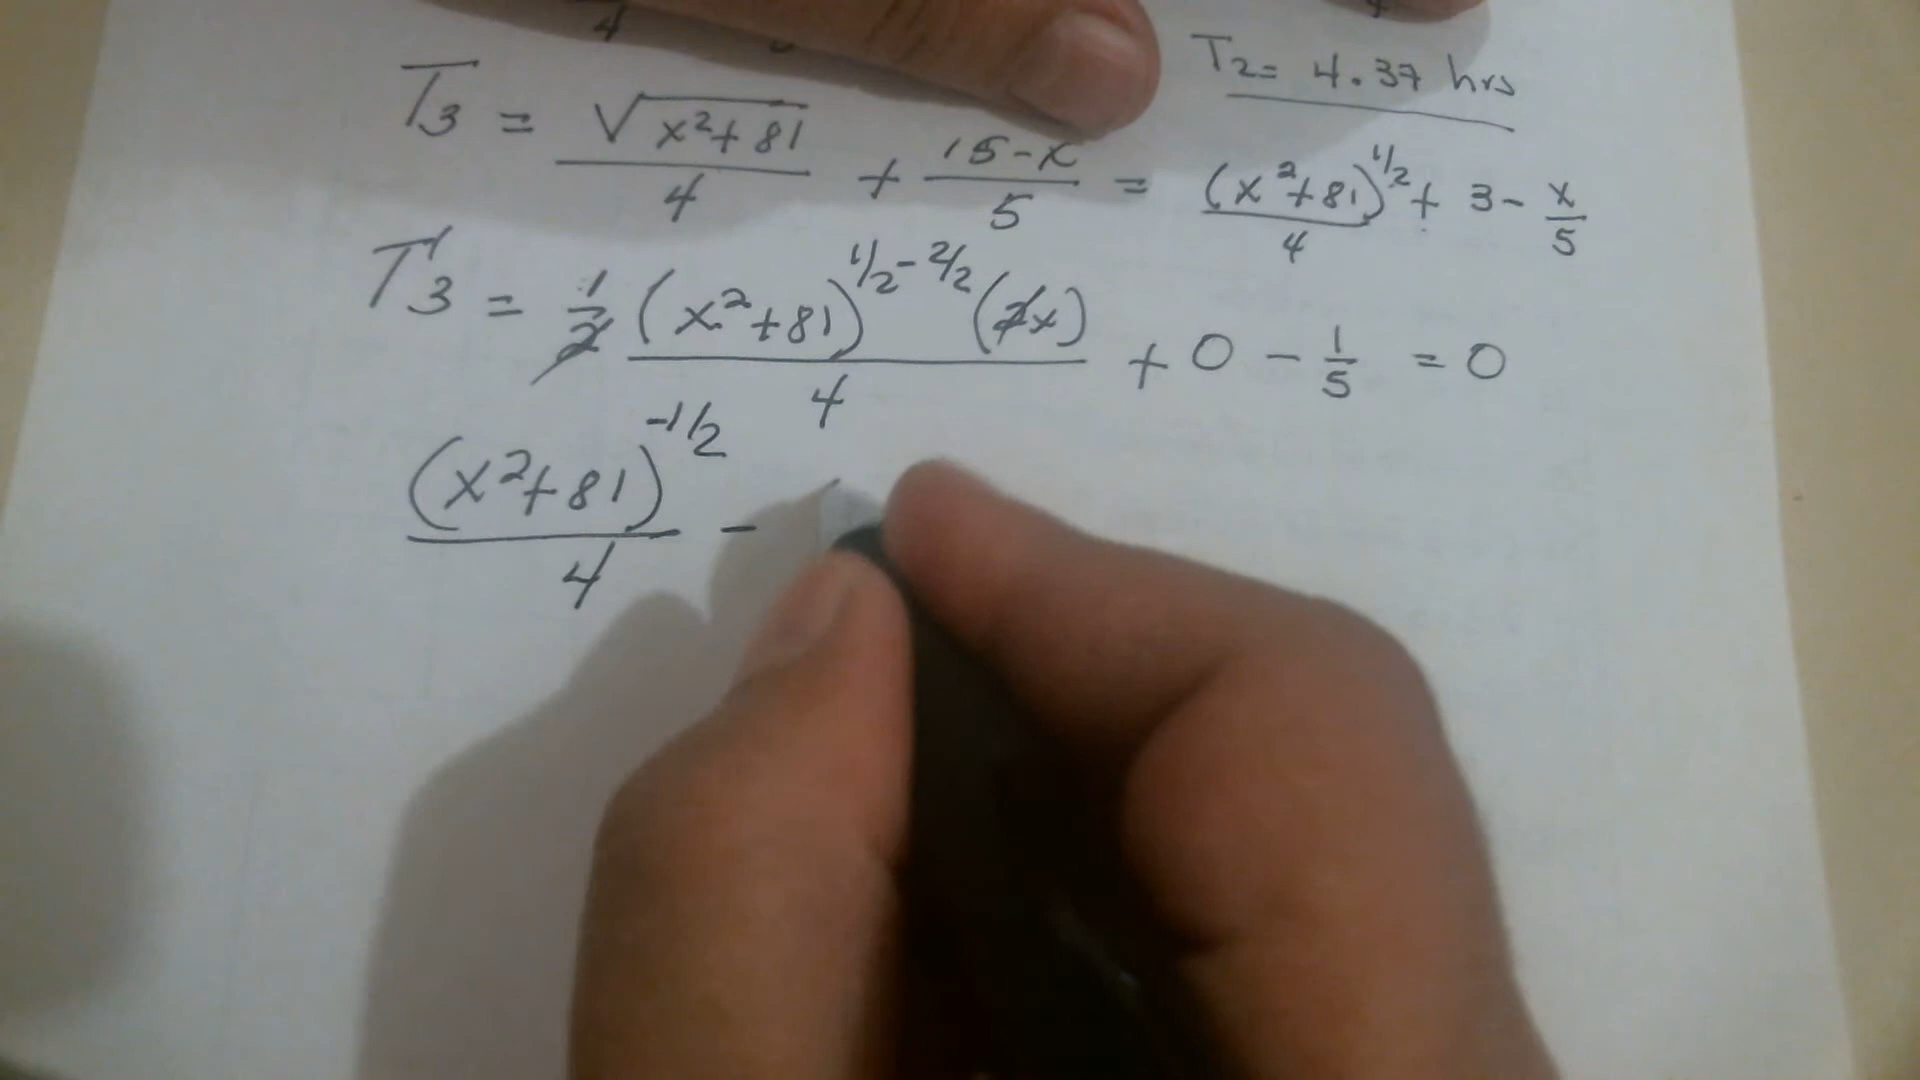 T2= 4.37 hrs
T3 = √x²+81/4 + 15-x/5 = (x²+81)^1/2/4 + 3 - x/5
T'3 = 1/2 (x²+81)^1/2-2/2 (2x)/4 + 0 - 1/5 = 0
(x²+81)^-1/2/4 -